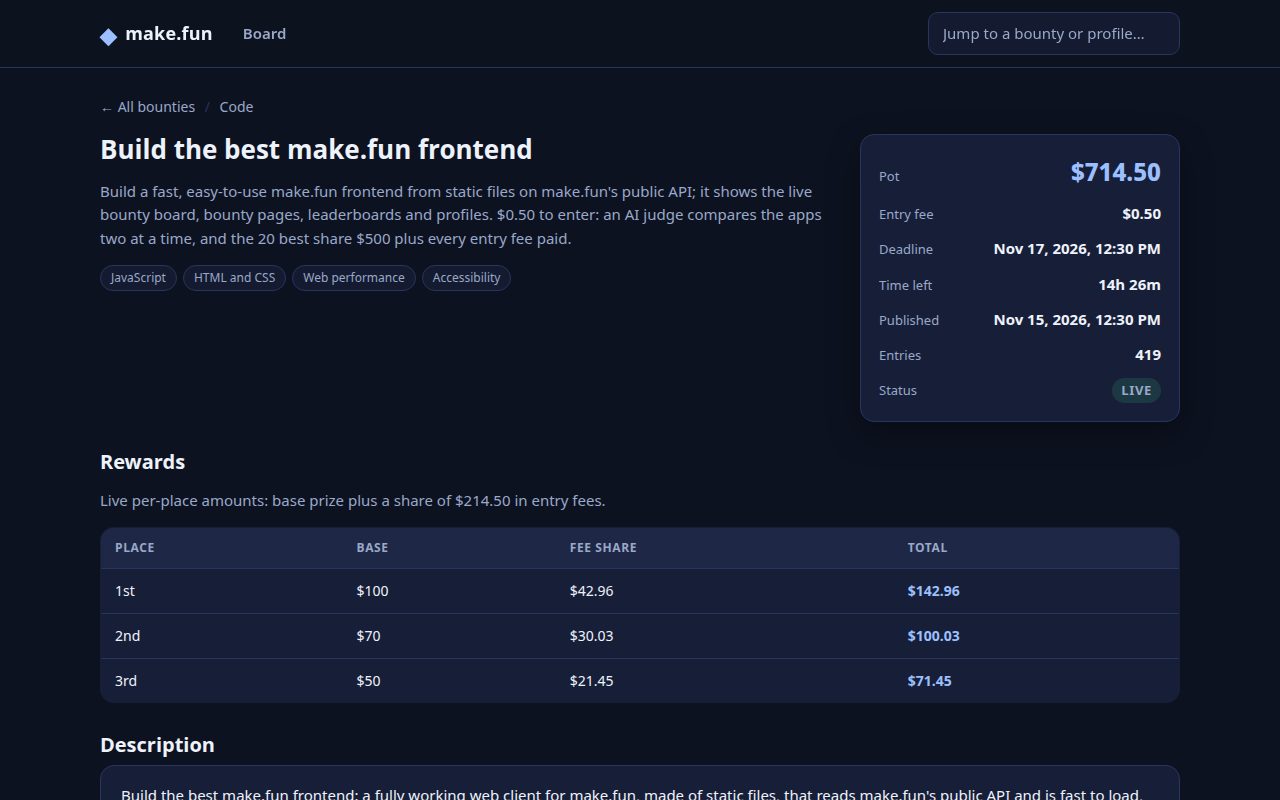 make.fun
Board
Jump to a bounty or profile...
← All bounties / Code
Build the best make.fun frontend
Build a fast, easy-to-use make.fun frontend from static files on make.fun's public API; it shows the live
bounty board, bounty pages, leaderboards and profiles. $0.50 to enter: an AI judge compares the apps
two at a time, and the 20 best share $500 plus every entry fee paid.
JavaScript
HTML and CSS
Web performance
Accessibility
Pot $714.50
Entry fee $0.50
Deadline Nov 17, 2026, 12:30 PM
Time left 14h 26m
Published Nov 15, 2026, 12:30 PM
Entries 419
Status LIVE
Rewards
Live per-place amounts: base prize plus a share of $214.50 in entry fees.
PLACE BASE FEE SHARE TOTAL
1st $100 $42.96 $142.96
2nd $70 $30.03 $100.03
3rd $50 $21.45 $71.45
Description
Build the best make.fun frontend: a fully working web client for make.fun, made of static files, that reads make.fun's public API and is fast to load,